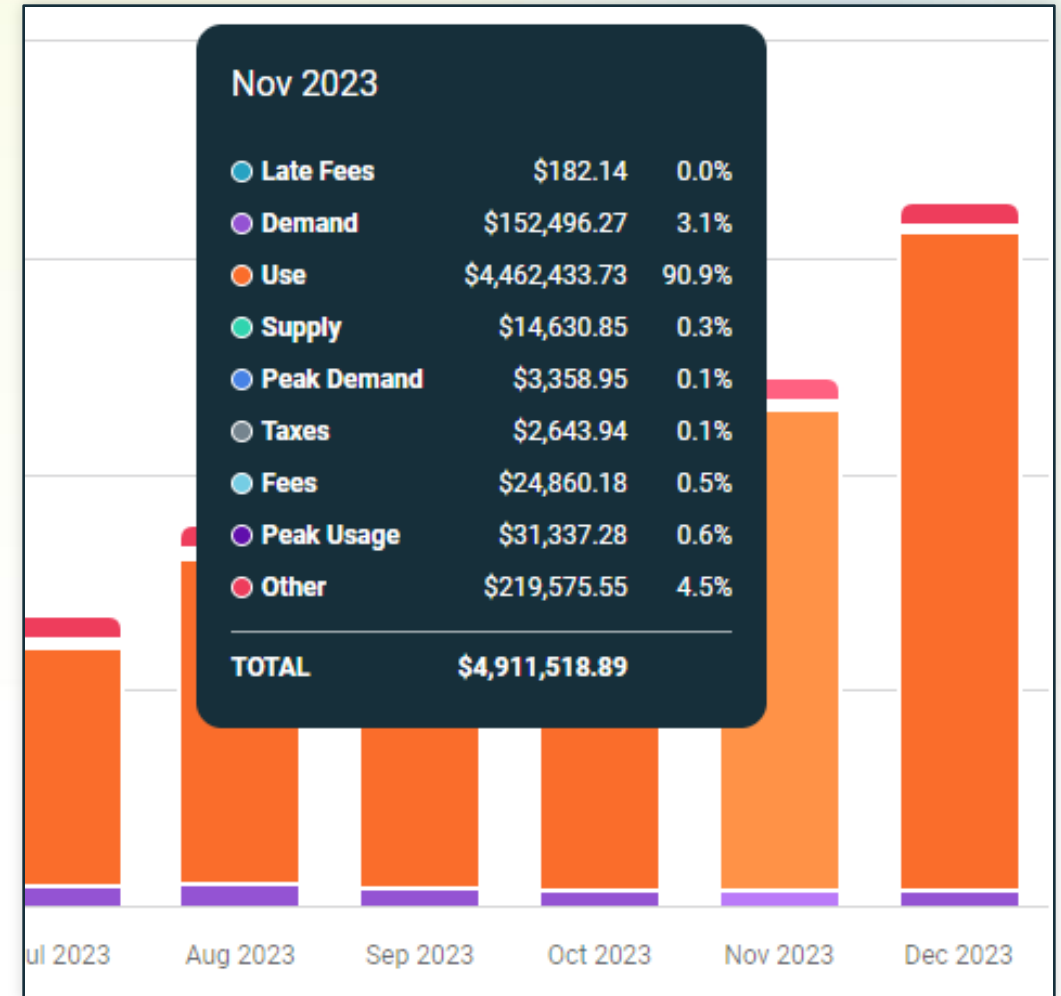 Nov 2023
Late Fees $182.14 0.0%
Demand $152,496.27 3.1%
Use $4,462,433.73 90.9%
Supply $14,630.85 0.3%
Peak Demand $3,358.95 0.1%
Taxes $2,643.94 0.1%
Fees $24,860.18 0.5%
Peak Usage $31,337.28 0.6%
Other $219,575.55 4.5%
TOTAL $4,911,518.89
ul 2023 Aug 2023 Sep 2023 Oct 2023 Nov 2023 Dec 2023